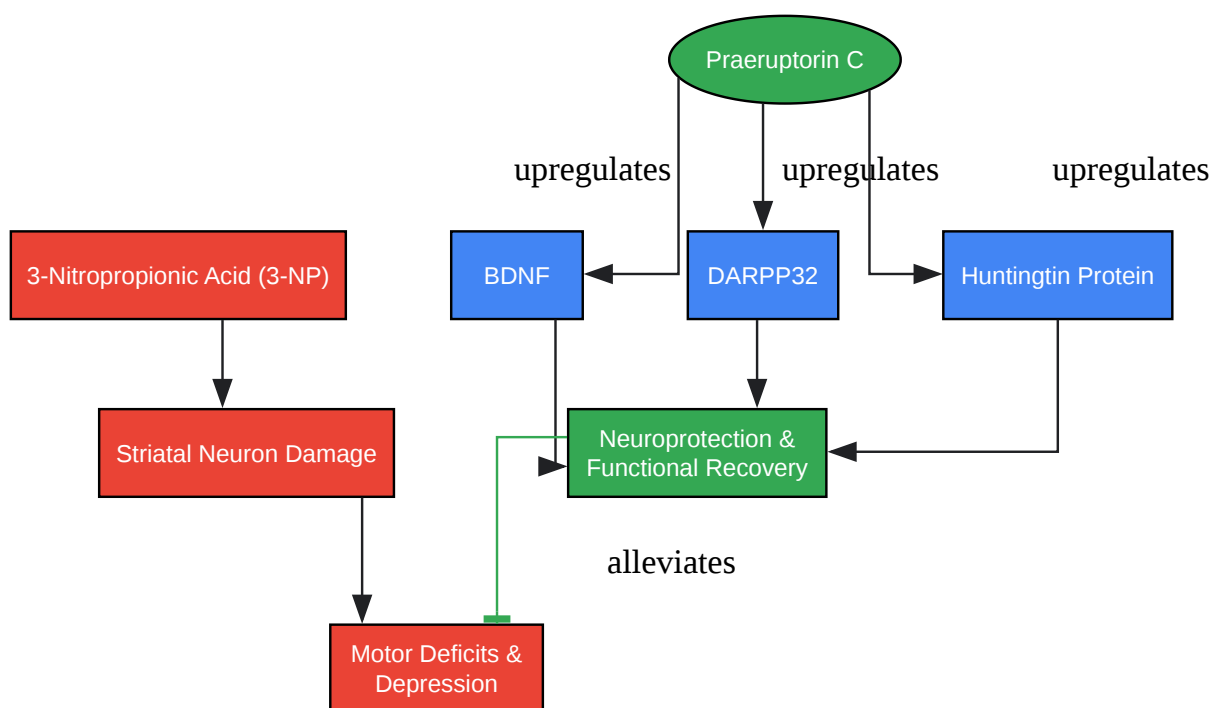 Praeruptorin C
upregulates
upregulates
upregulates
3-Nitropropionic Acid (3-NP)
BDNF
DARPP32
Huntingtin Protein
Striatal Neuron Damage
Neuroprotection &
Functional Recovery
alleviates
Motor Deficits &
Depression